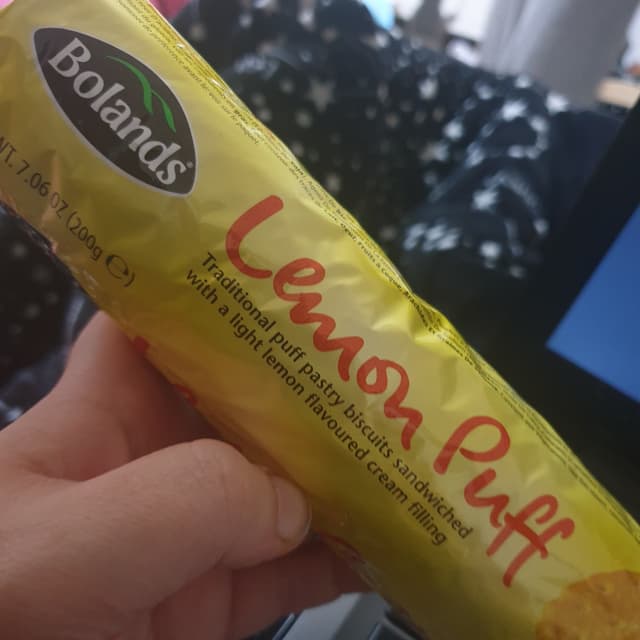 Bolands
WT. 7.06 OZ (200g ℮)
Lemon Puff
Traditional puff pastry biscuits sandwiched
with a light lemon flavoured cream filling